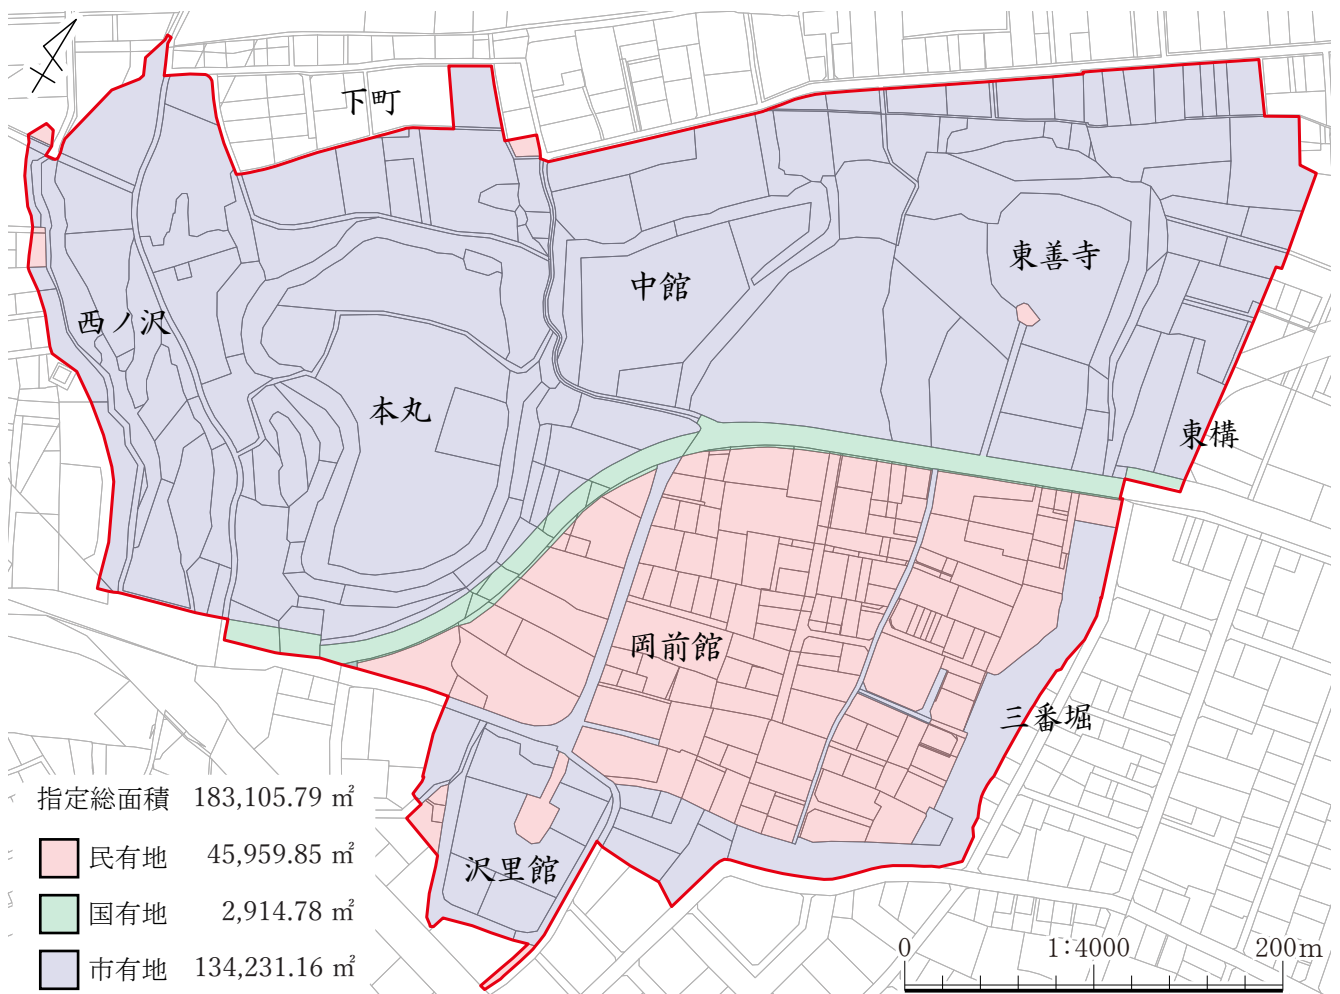 下町
東善寺
中館
西ノ沢
本丸
東構
岡前館
三番堀
沢里館
指定総面積 183,105.79 ㎡
民有地 45,959.85 ㎡
国有地 2,914.78 ㎡
市有地 134,231.16 ㎡
0 1:4000 200m